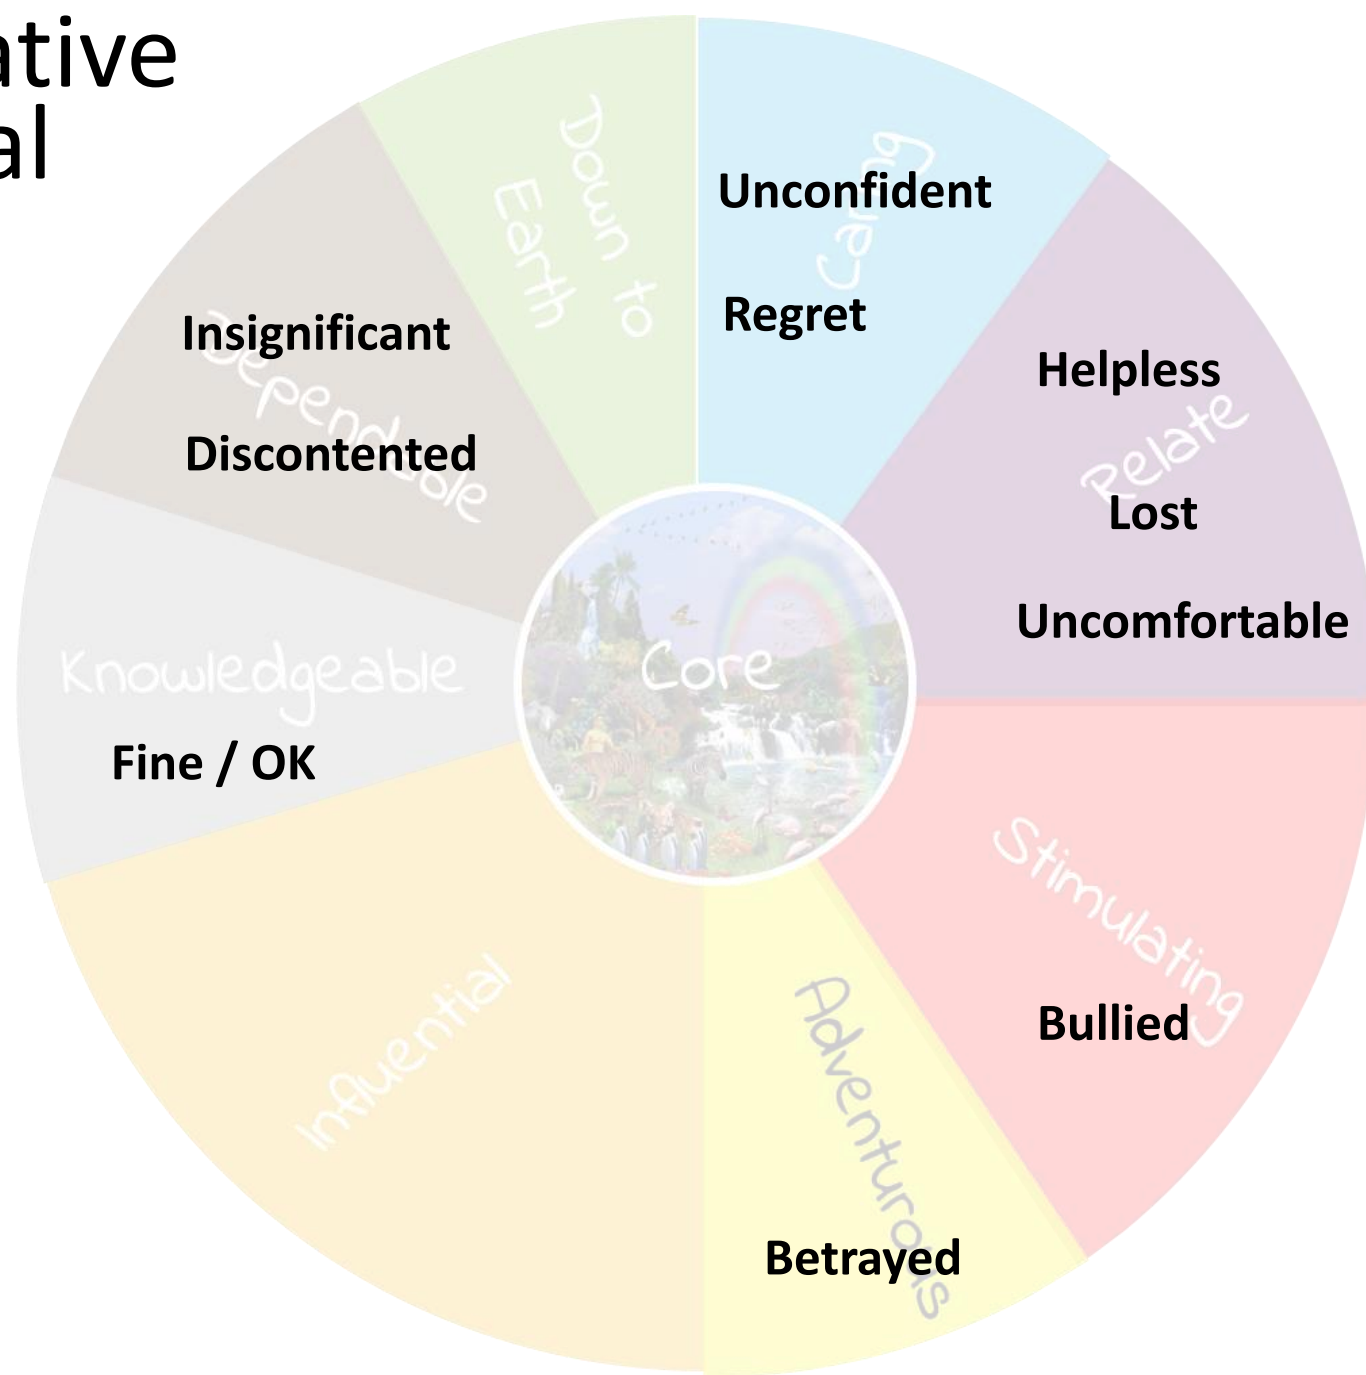 ative
al
Down to
Earth
Caring
Unconfident
Regret
Helpless
Relate
Lost
Uncomfortable
Insignificant
Dependable
Discontented
Knowledgeable
Fine / OK
Core
Stimulating
Bullied
Influential
Adventurous
Betrayed